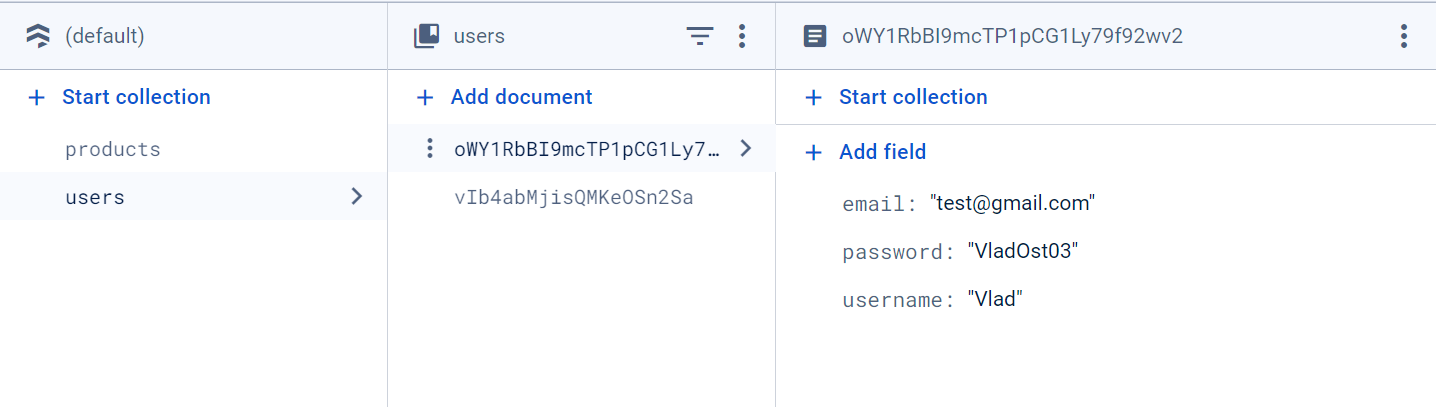 (default)
users
oWY1RbBI9mcTP1pCG1Ly79f92wv2
+ Start collection
+ Add document
+ Start collection
products
users
oWY1RbBI9mcTP1pCG1Ly7…
vIb4abMjisQMKeOSn2Sa
+ Add field
email: "test@gmail.com"
password: "VladOst03"
username: "Vlad"